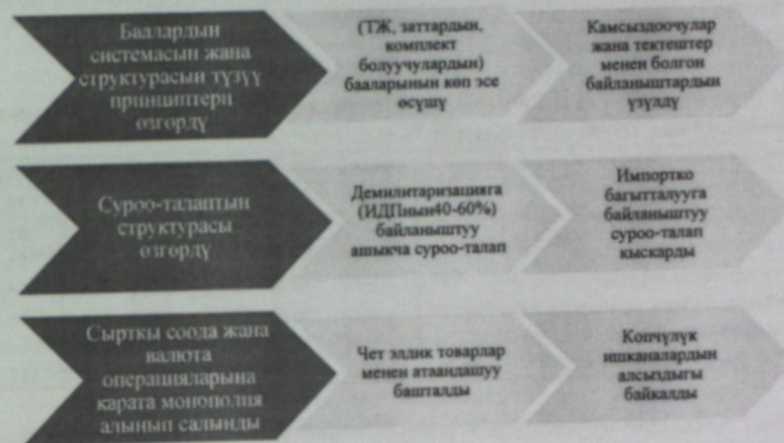 Баалардын
системасын жана
структурасын түзүү
принциптери
өзгөрдү
(ТЖ, заттардын,
комплект
болуучулардын)
бааларынын көп эсе
өсүшү
Камсыздоочулар
жана тектештер
менен болгон
байланыштардын
үзүлдү
Суроо-талаптын
структурасы
өзгөрдү
Демилитаризацияга
(ИДПнын40-60%)
байланыштуу
ашыкча суроо-талап
Импортко
багытталууга
байланыштуу
суроо-талап
кыскарды
Сырткы соода жана
валюта
операцияларына
карата монополия
алынып салынды
Чет элдик товарлар
менен атаандашуу
башталды
Көпчүлүк
ишканалардын
алсыздыгы
байкалды